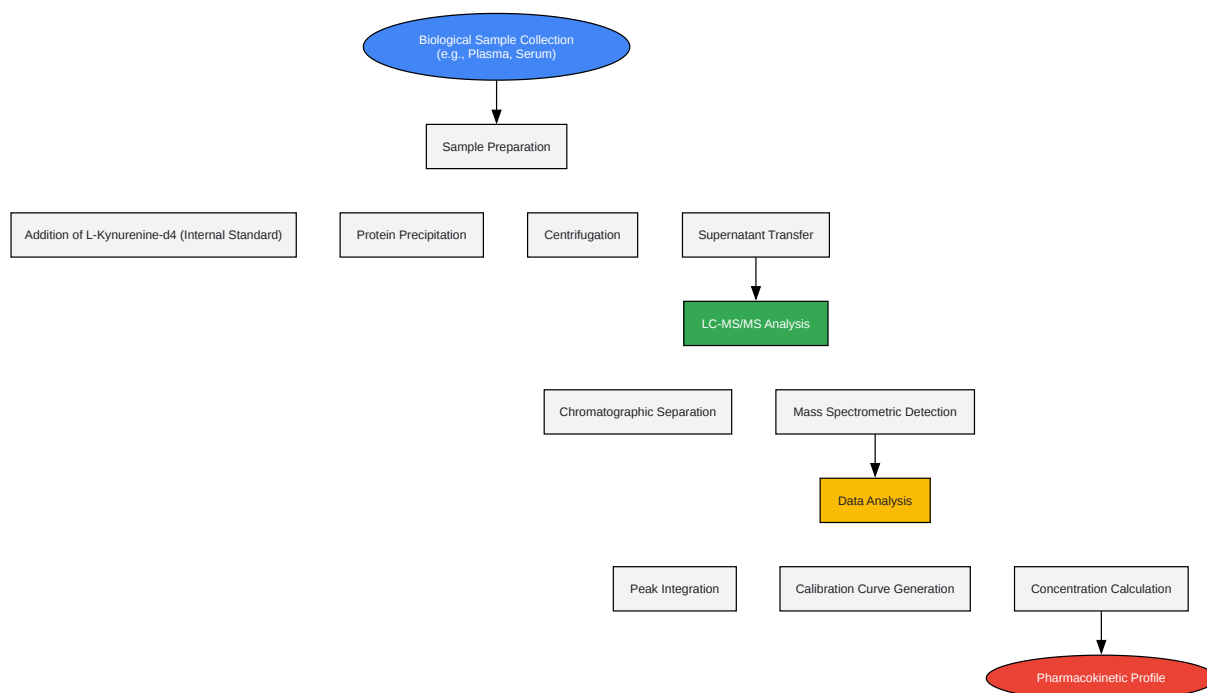 Biological Sample Collection
(e.g., Plasma, Serum)
Sample Preparation
Addition of L-Kynurenine-d4 (Internal Standard)
Protein Precipitation
Centrifugation
Supernatant Transfer
LC-MS/MS Analysis
Chromatographic Separation
Mass Spectrometric Detection
Data Analysis
Peak Integration
Calibration Curve Generation
Concentration Calculation
Pharmacokinetic Profile